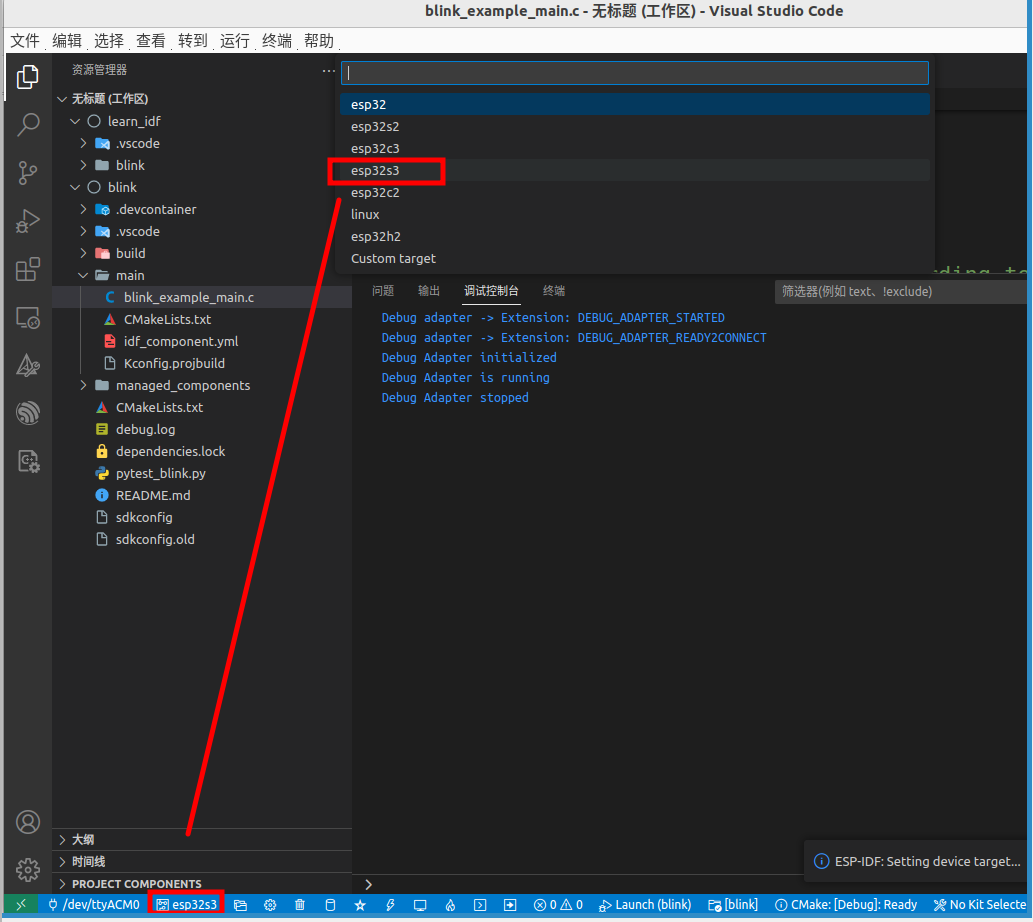 blink_example_main.c - 无标题 (工作区) - Visual Studio Code
文件 编辑 选择 查看 转到 运行 终端 帮助
资源管理器
无标题 (工作区)
learn_idf
.vscode
blink
blink
.devcontainer
.vscode
build
main
blink_example_main.c
CMakeLists.txt
idf_component.yml
Kconfig.projbuild
managed_components
CMakeLists.txt
debug.log
dependencies.lock
pytest_blink.py
README.md
sdkconfig
sdkconfig.old
大纲
时间线
PROJECT COMPONENTS
esp32
esp32s2
esp32c3
esp32s3
esp32c2
linux
esp32h2
Custom target
问题 输出 调试控制台 终端
筛选器(例如 text、!exclude)
Debug adapter -> Extension: DEBUG_ADAPTER_STARTED
Debug adapter -> Extension: DEBUG_ADAPTER_READY2CONNECT
Debug Adapter initialized
Debug Adapter is running
Debug Adapter stopped
ESP-IDF: Setting device target...
/dev/ttyACM0 esp32s3 0 0 Launch (blink) [blink] CMake: [Debug]: Ready No Kit Selecte